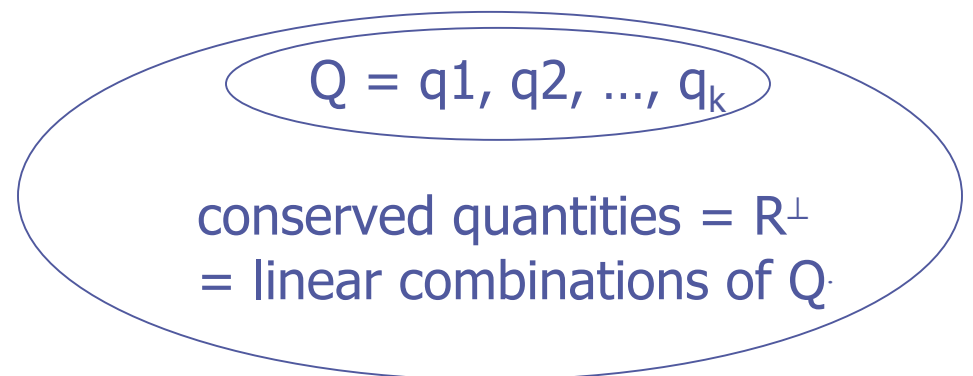 Q = q1, q2, ..., qₖ
conserved quantities = R⊥
= linear combinations of Q